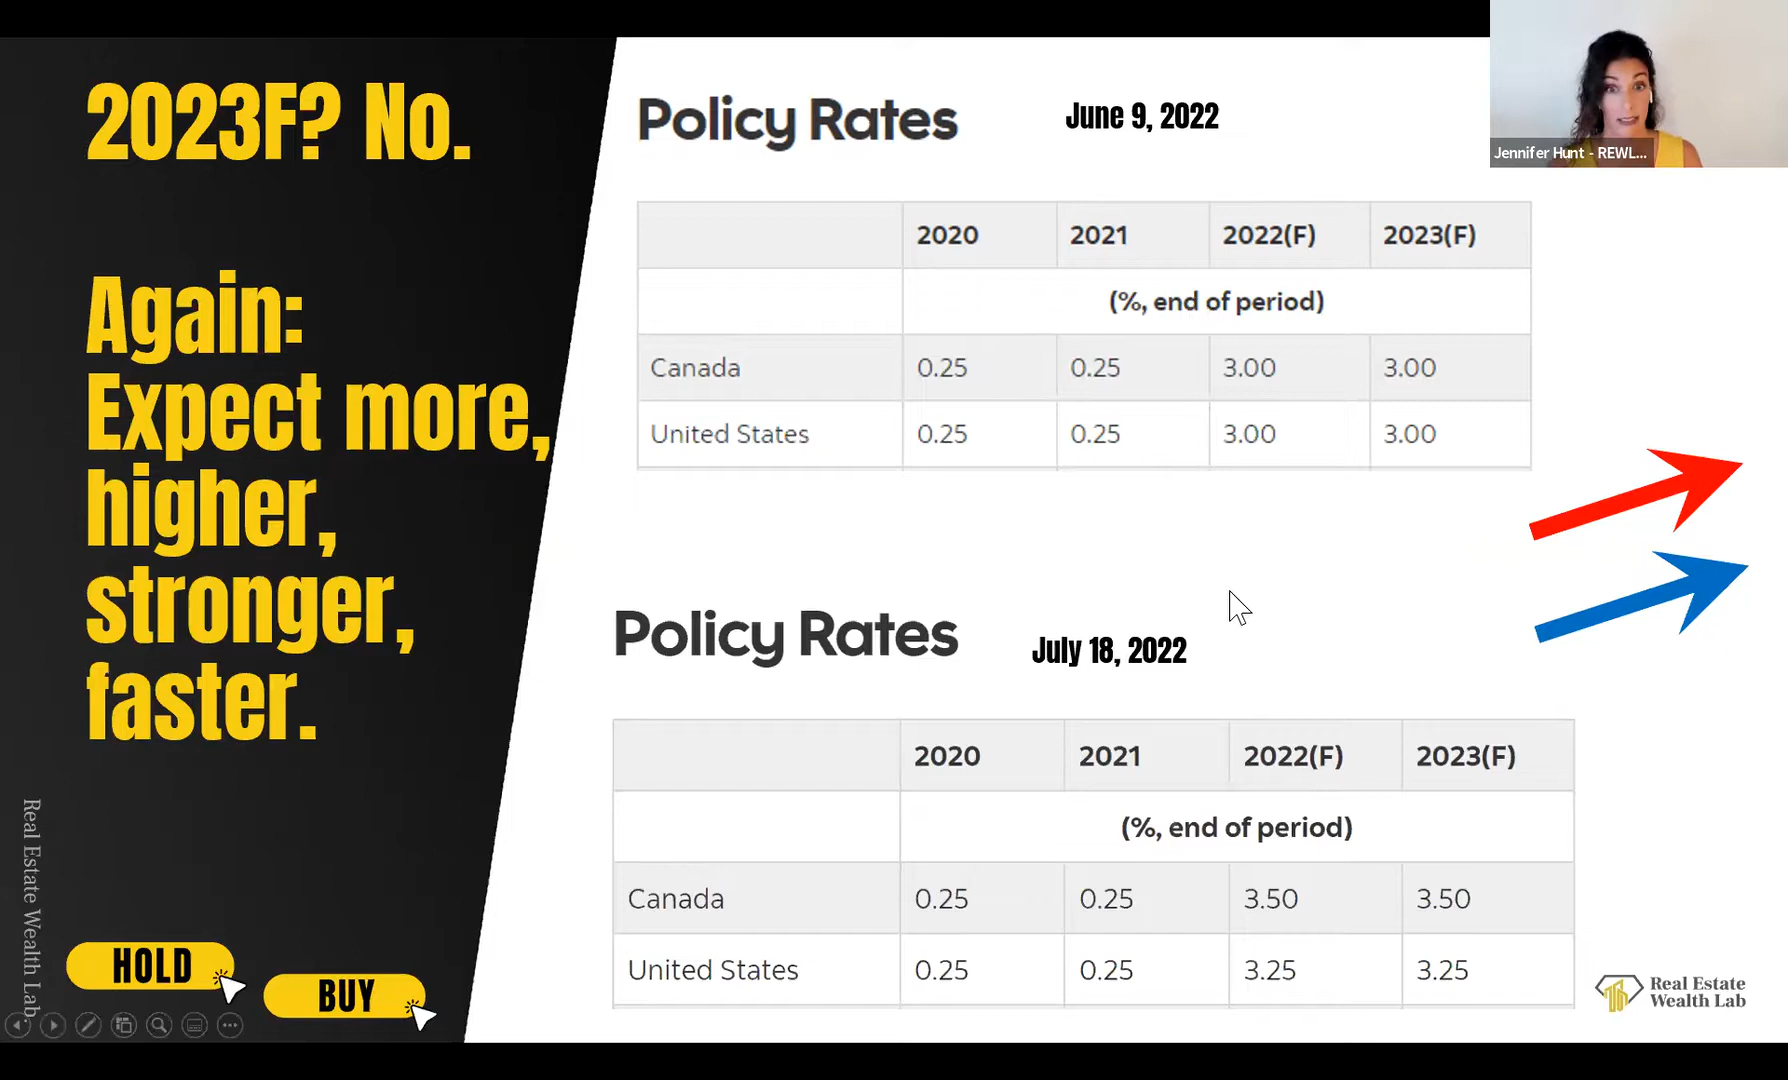 2023F? No.
Again:
Expect more,
higher,
stronger,
faster.
HOLD
BUY
Real Estate Wealth Lab.
Policy Rates
June 9, 2022
2020 2021 2022(F) 2023(F)
(%, end of period)
Canada 0.25 0.25 3.00 3.00
United States 0.25 0.25 3.00 3.00
Policy Rates
July 18, 2022
2020 2021 2022(F) 2023(F)
(%, end of period)
Canada 0.25 0.25 3.50 3.50
United States 0.25 0.25 3.25 3.25
Jennifer Hunt - REWL...
Real Estate
Wealth Lab